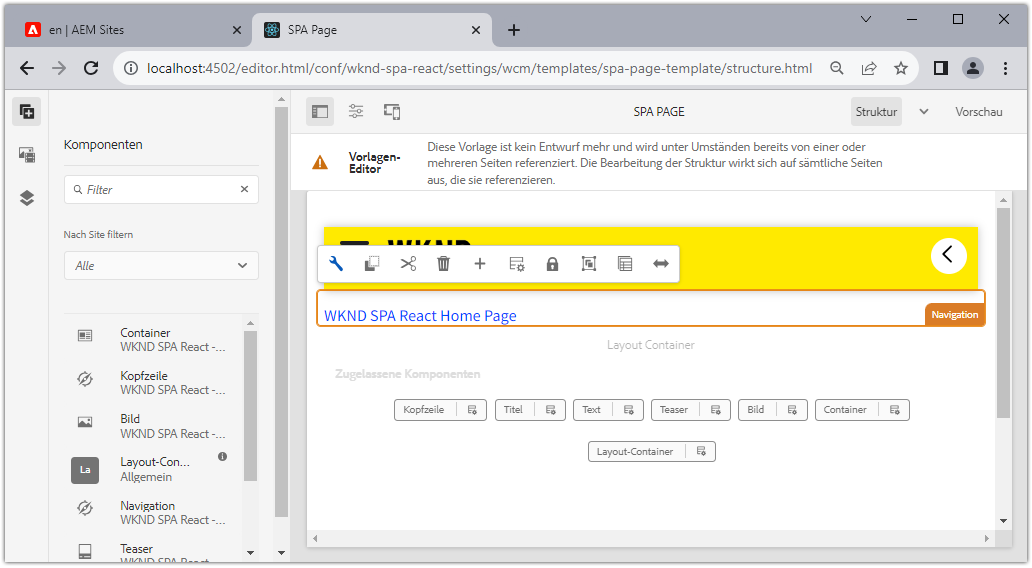 en | AEM Sites
SPA Page
localhost:4502/editor.html/conf/wknd-spa-react/settings/wcm/templates/spa-page-template/structure.html
SPA PAGE
Struktur
Vorschau
Komponenten
Filter
Nach Site filtern
Alle
Container
WKND SPA React -...
Kopfzeile
WKND SPA React -...
Bild
WKND SPA React -...
La
Layout-Con...
Allgemein
Navigation
WKND SPA React -...
Teaser
WKND SPA React -...
Vorlagen-
Editor
Diese Vorlage ist kein Entwurf mehr und wird unter Umständen bereits von einer oder
mehreren Seiten referenziert. Die Bearbeitung der Struktur wirkt sich auf sämtliche Seiten
aus, die sie referenzieren.
WKND
WKND SPA React Home Page
Navigation
Layout Container
Zugelassene Komponenten
Kopfzeile
Titel
Text
Teaser
Bild
Container
Layout-Container